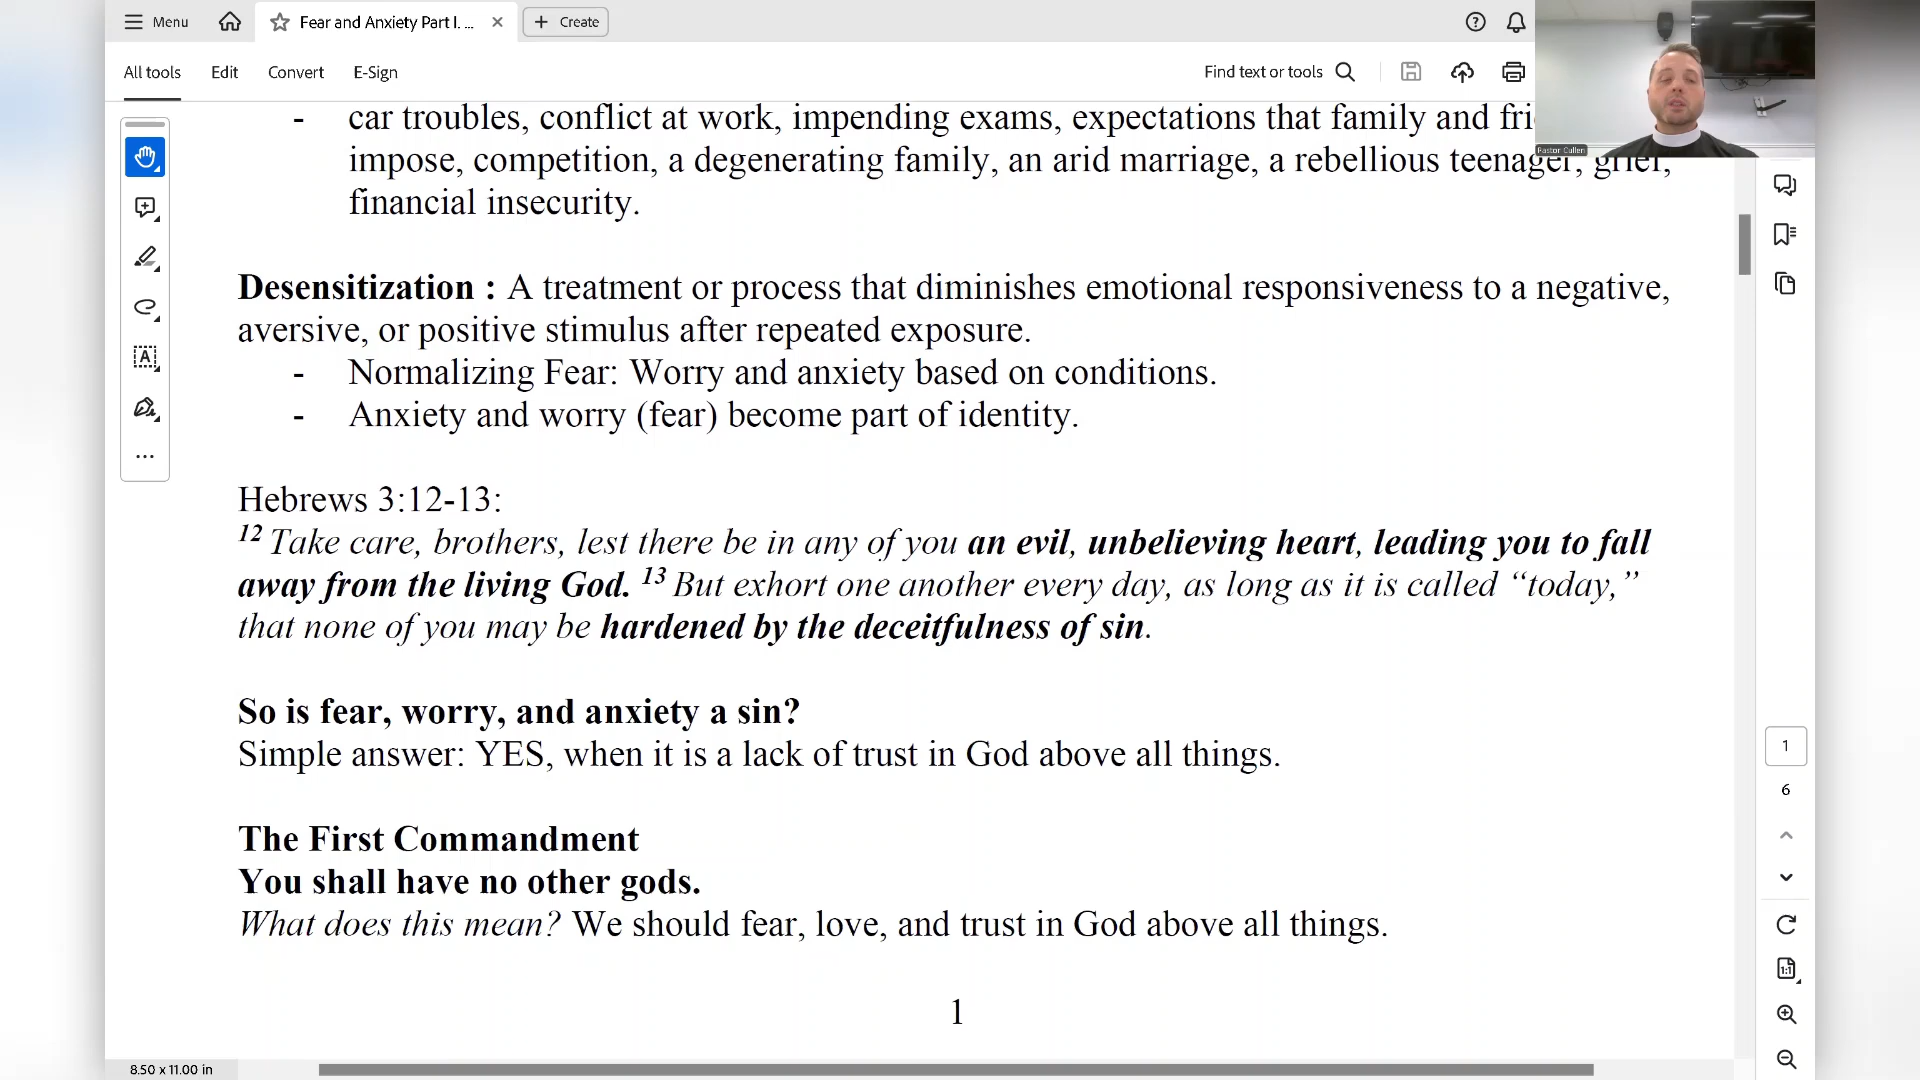 Menu
Fear and Anxiety Part I. ...
Create
All tools
Edit
Convert
E-Sign
Find text or tools
- car troubles, conflict at work, impending exams, expectations that family and fri
impose, competition, a degenerating family, an arid marriage, a rebellious teenager, grief,
financial insecurity.
Desensitization : A treatment or process that diminishes emotional responsiveness to a negative,
aversive, or positive stimulus after repeated exposure.
- Normalizing Fear: Worry and anxiety based on conditions.
- Anxiety and worry (fear) become part of identity.
Hebrews 3:12-13:
12 Take care, brothers, lest there be in any of you an evil, unbelieving heart, leading you to fall
away from the living God. 13 But exhort one another every day, as long as it is called “today,”
that none of you may be hardened by the deceitfulness of sin.
So is fear, worry, and anxiety a sin?
Simple answer: YES, when it is a lack of trust in God above all things.
The First Commandment
You shall have no other gods.
What does this mean? We should fear, love, and trust in God above all things.
1
8.50 x 11.00 in
Pastor Cullen
1
6